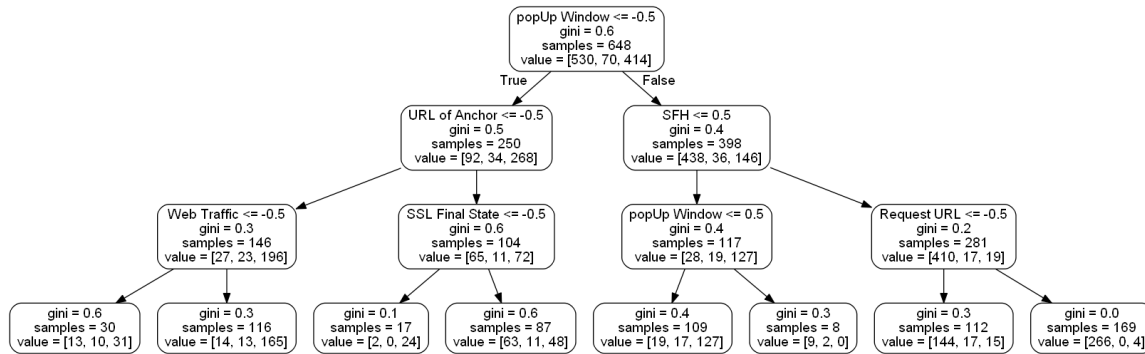 popUp Window <= -0.5
gini = 0.6
samples = 648
value = [530, 70, 414]
True
False
URL of Anchor <= -0.5
gini = 0.5
samples = 250
value = [92, 34, 268]
SFH <= 0.5
gini = 0.4
samples = 398
value = [438, 36, 146]
Web Traffic <= -0.5
gini = 0.3
samples = 146
value = [27, 23, 196]
SSL Final State <= -0.5
gini = 0.6
samples = 104
value = [65, 11, 72]
popUp Window <= 0.5
gini = 0.4
samples = 117
value = [28, 19, 127]
Request URL <= -0.5
gini = 0.2
samples = 281
value = [410, 17, 19]
gini = 0.6
samples = 30
value = [13, 10, 31]
gini = 0.3
samples = 116
value = [14, 13, 165]
gini = 0.1
samples = 17
value = [2, 0, 24]
gini = 0.6
samples = 87
value = [63, 11, 48]
gini = 0.4
samples = 109
value = [19, 17, 127]
gini = 0.3
samples = 8
value = [9, 2, 0]
gini = 0.3
samples = 112
value = [144, 17, 15]
gini = 0.0
samples = 169
value = [266, 0, 4]